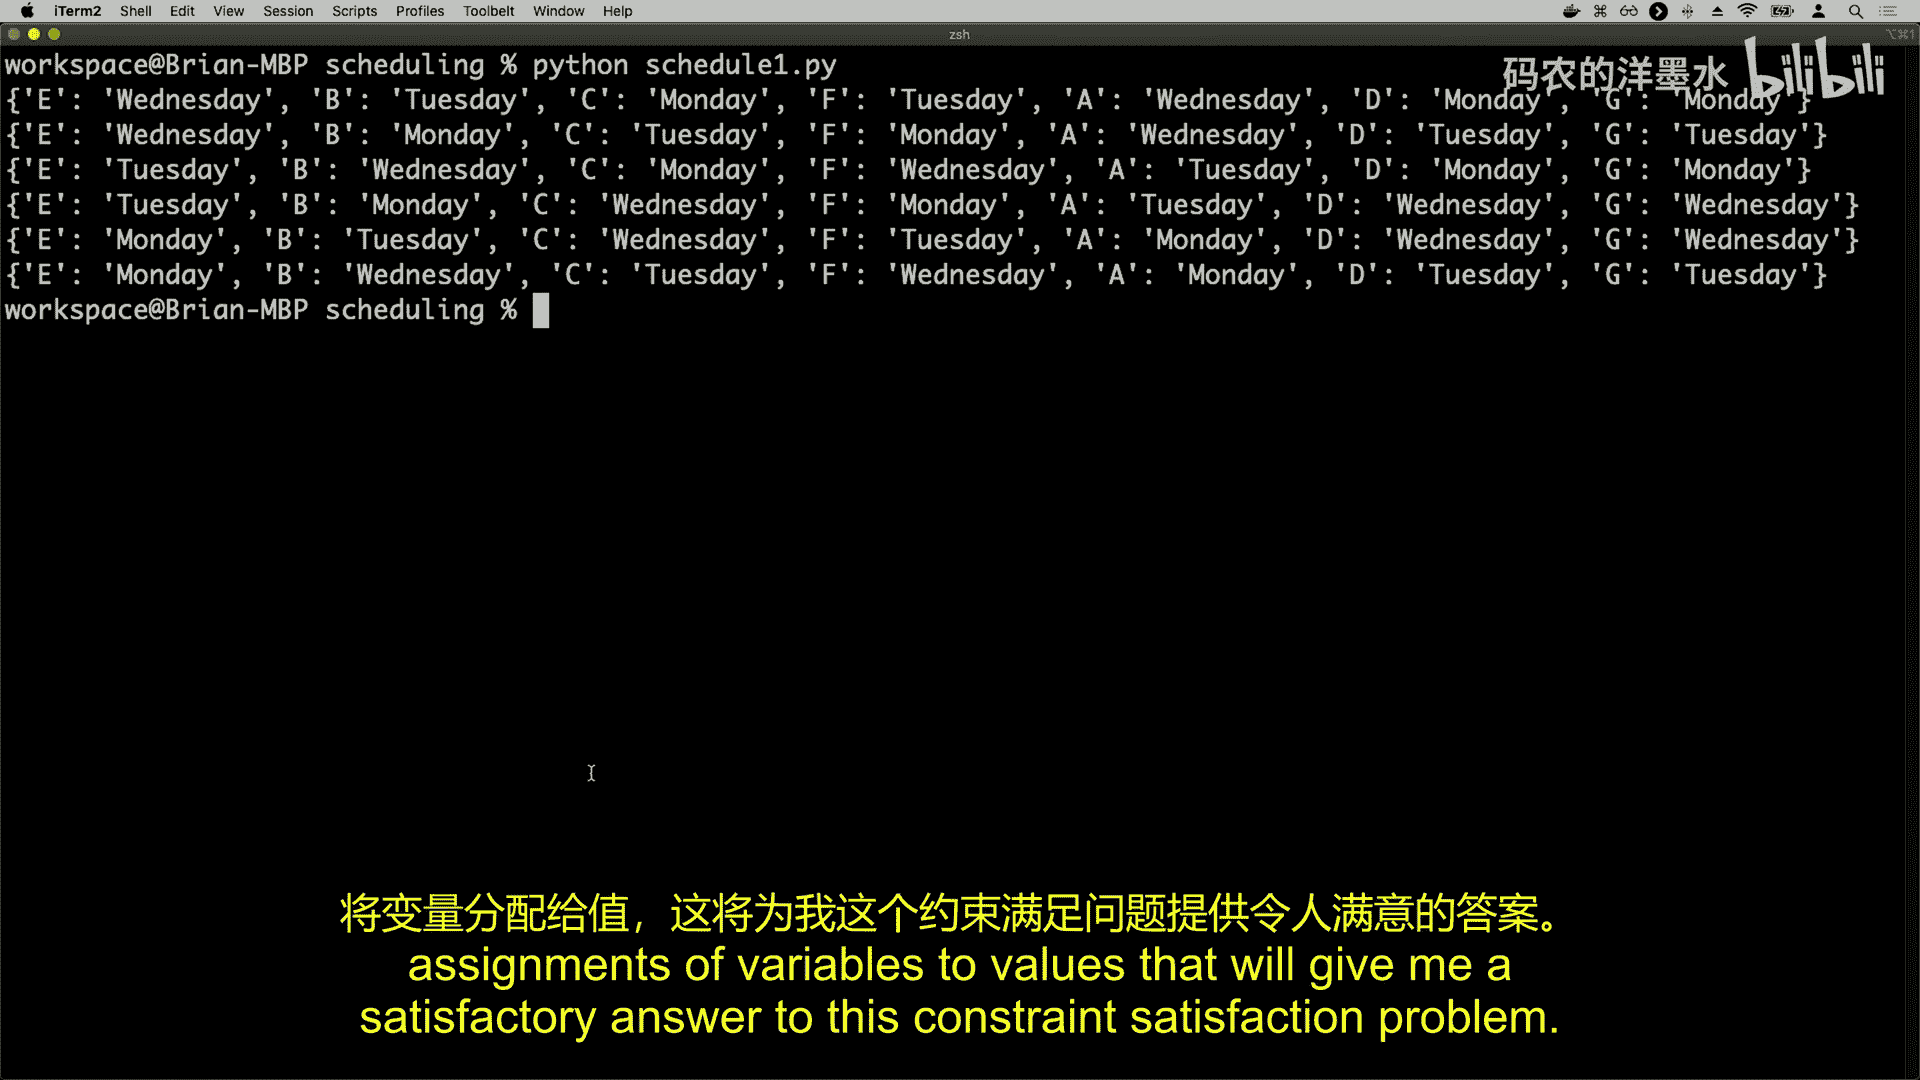 iTerm2 Shell Edit View Session Scripts Profiles Toolbelt Window Help
zsh
⌥⌘1
workspace@Brian-MBP scheduling % python schedule1.py
码农的洋墨水 bilibili
{'E': 'Wednesday', 'B': 'Tuesday', 'C': 'Monday', 'F': 'Tuesday', 'A': 'Wednesday', 'D': 'Monday', 'G': 'Monday'}
{'E': 'Wednesday', 'B': 'Monday', 'C': 'Tuesday', 'F': 'Monday', 'A': 'Wednesday', 'D': 'Tuesday', 'G': 'Tuesday'}
{'E': 'Tuesday', 'B': 'Wednesday', 'C': 'Monday', 'F': 'Wednesday', 'A': 'Tuesday', 'D': 'Monday', 'G': 'Monday'}
{'E': 'Tuesday', 'B': 'Monday', 'C': 'Wednesday', 'F': 'Monday', 'A': 'Tuesday', 'D': 'Wednesday', 'G': 'Wednesday'}
{'E': 'Monday', 'B': 'Tuesday', 'C': 'Wednesday', 'F': 'Tuesday', 'A': 'Monday', 'D': 'Wednesday', 'G': 'Wednesday'}
{'E': 'Monday', 'B': 'Wednesday', 'C': 'Tuesday', 'F': 'Wednesday', 'A': 'Monday', 'D': 'Tuesday', 'G': 'Tuesday'}
workspace@Brian-MBP scheduling %
将变量分配给值，这将为我这个约束满足问题提供令人满意的答案。
assignments of variables to values that will give me a
satisfactory answer to this constraint satisfaction problem.